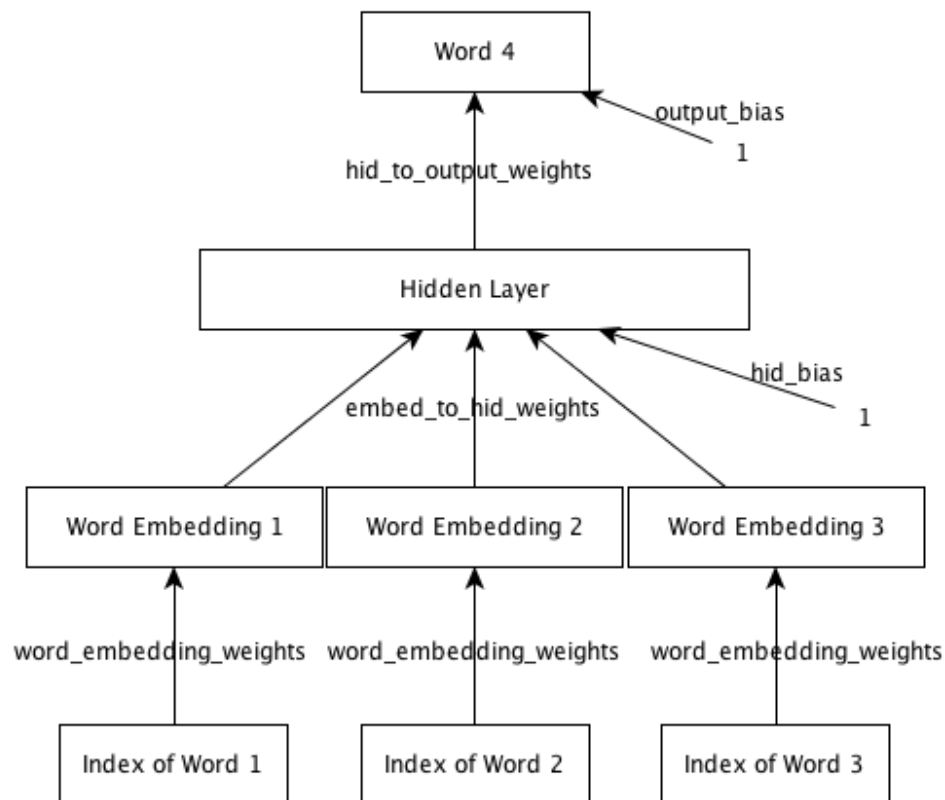 Word 4
output_bias
1
hid_to_output_weights
Hidden Layer
hid_bias
embed_to_hid_weights
1
Word Embedding 1
Word Embedding 2
Word Embedding 3
word_embedding_weights
word_embedding_weights
word_embedding_weights
Index of Word 1
Index of Word 2
Index of Word 3